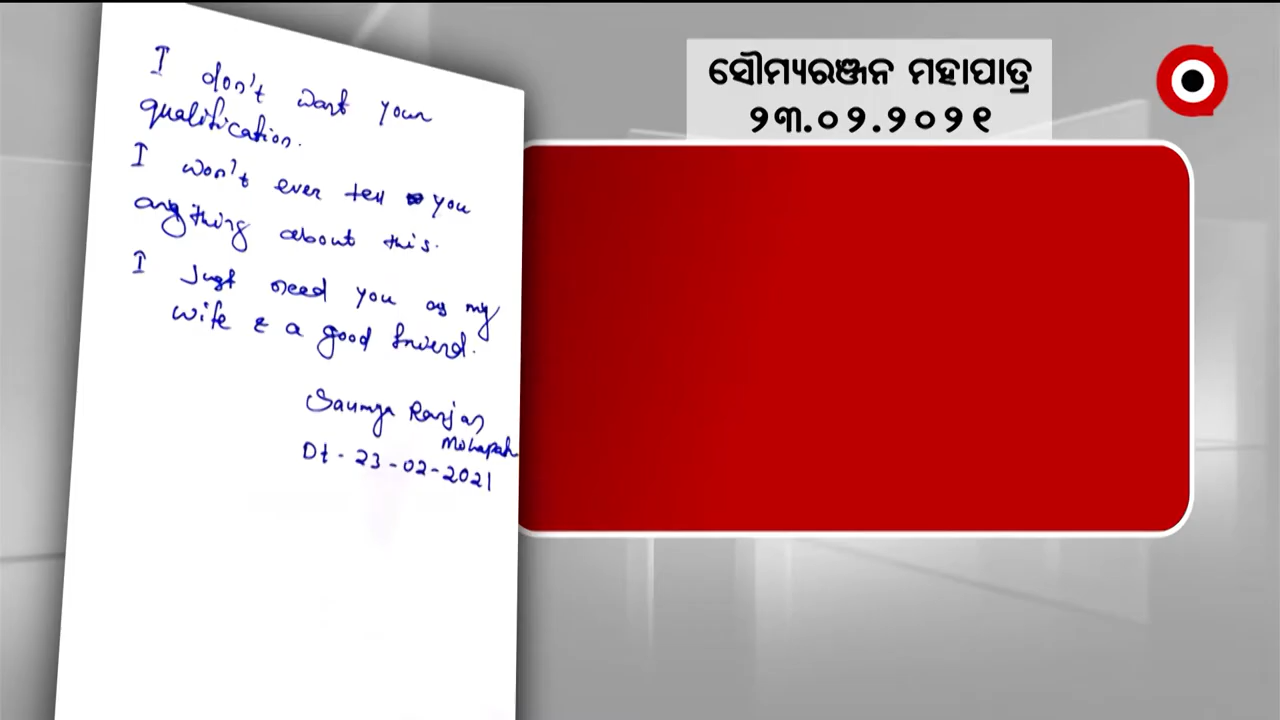 I don't want your
qualification.
I won't ever tell you
anything about this.
I Just need you as my
wife & a good friend.
Saumya Ranjan
Mohapat
Dt - 23-02-2021
ସୌମ୍ୟରଞ୍ଜନ ମହାପାତ୍ର
୨୩.୦୨.୨୦୨୧